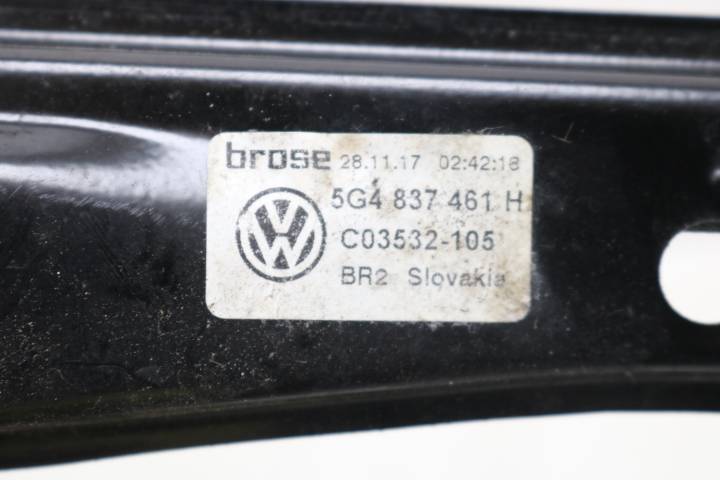 brose 28.11.17 02:42:18
5G4 837 461 H
C03532-105
BR2 Slovakia